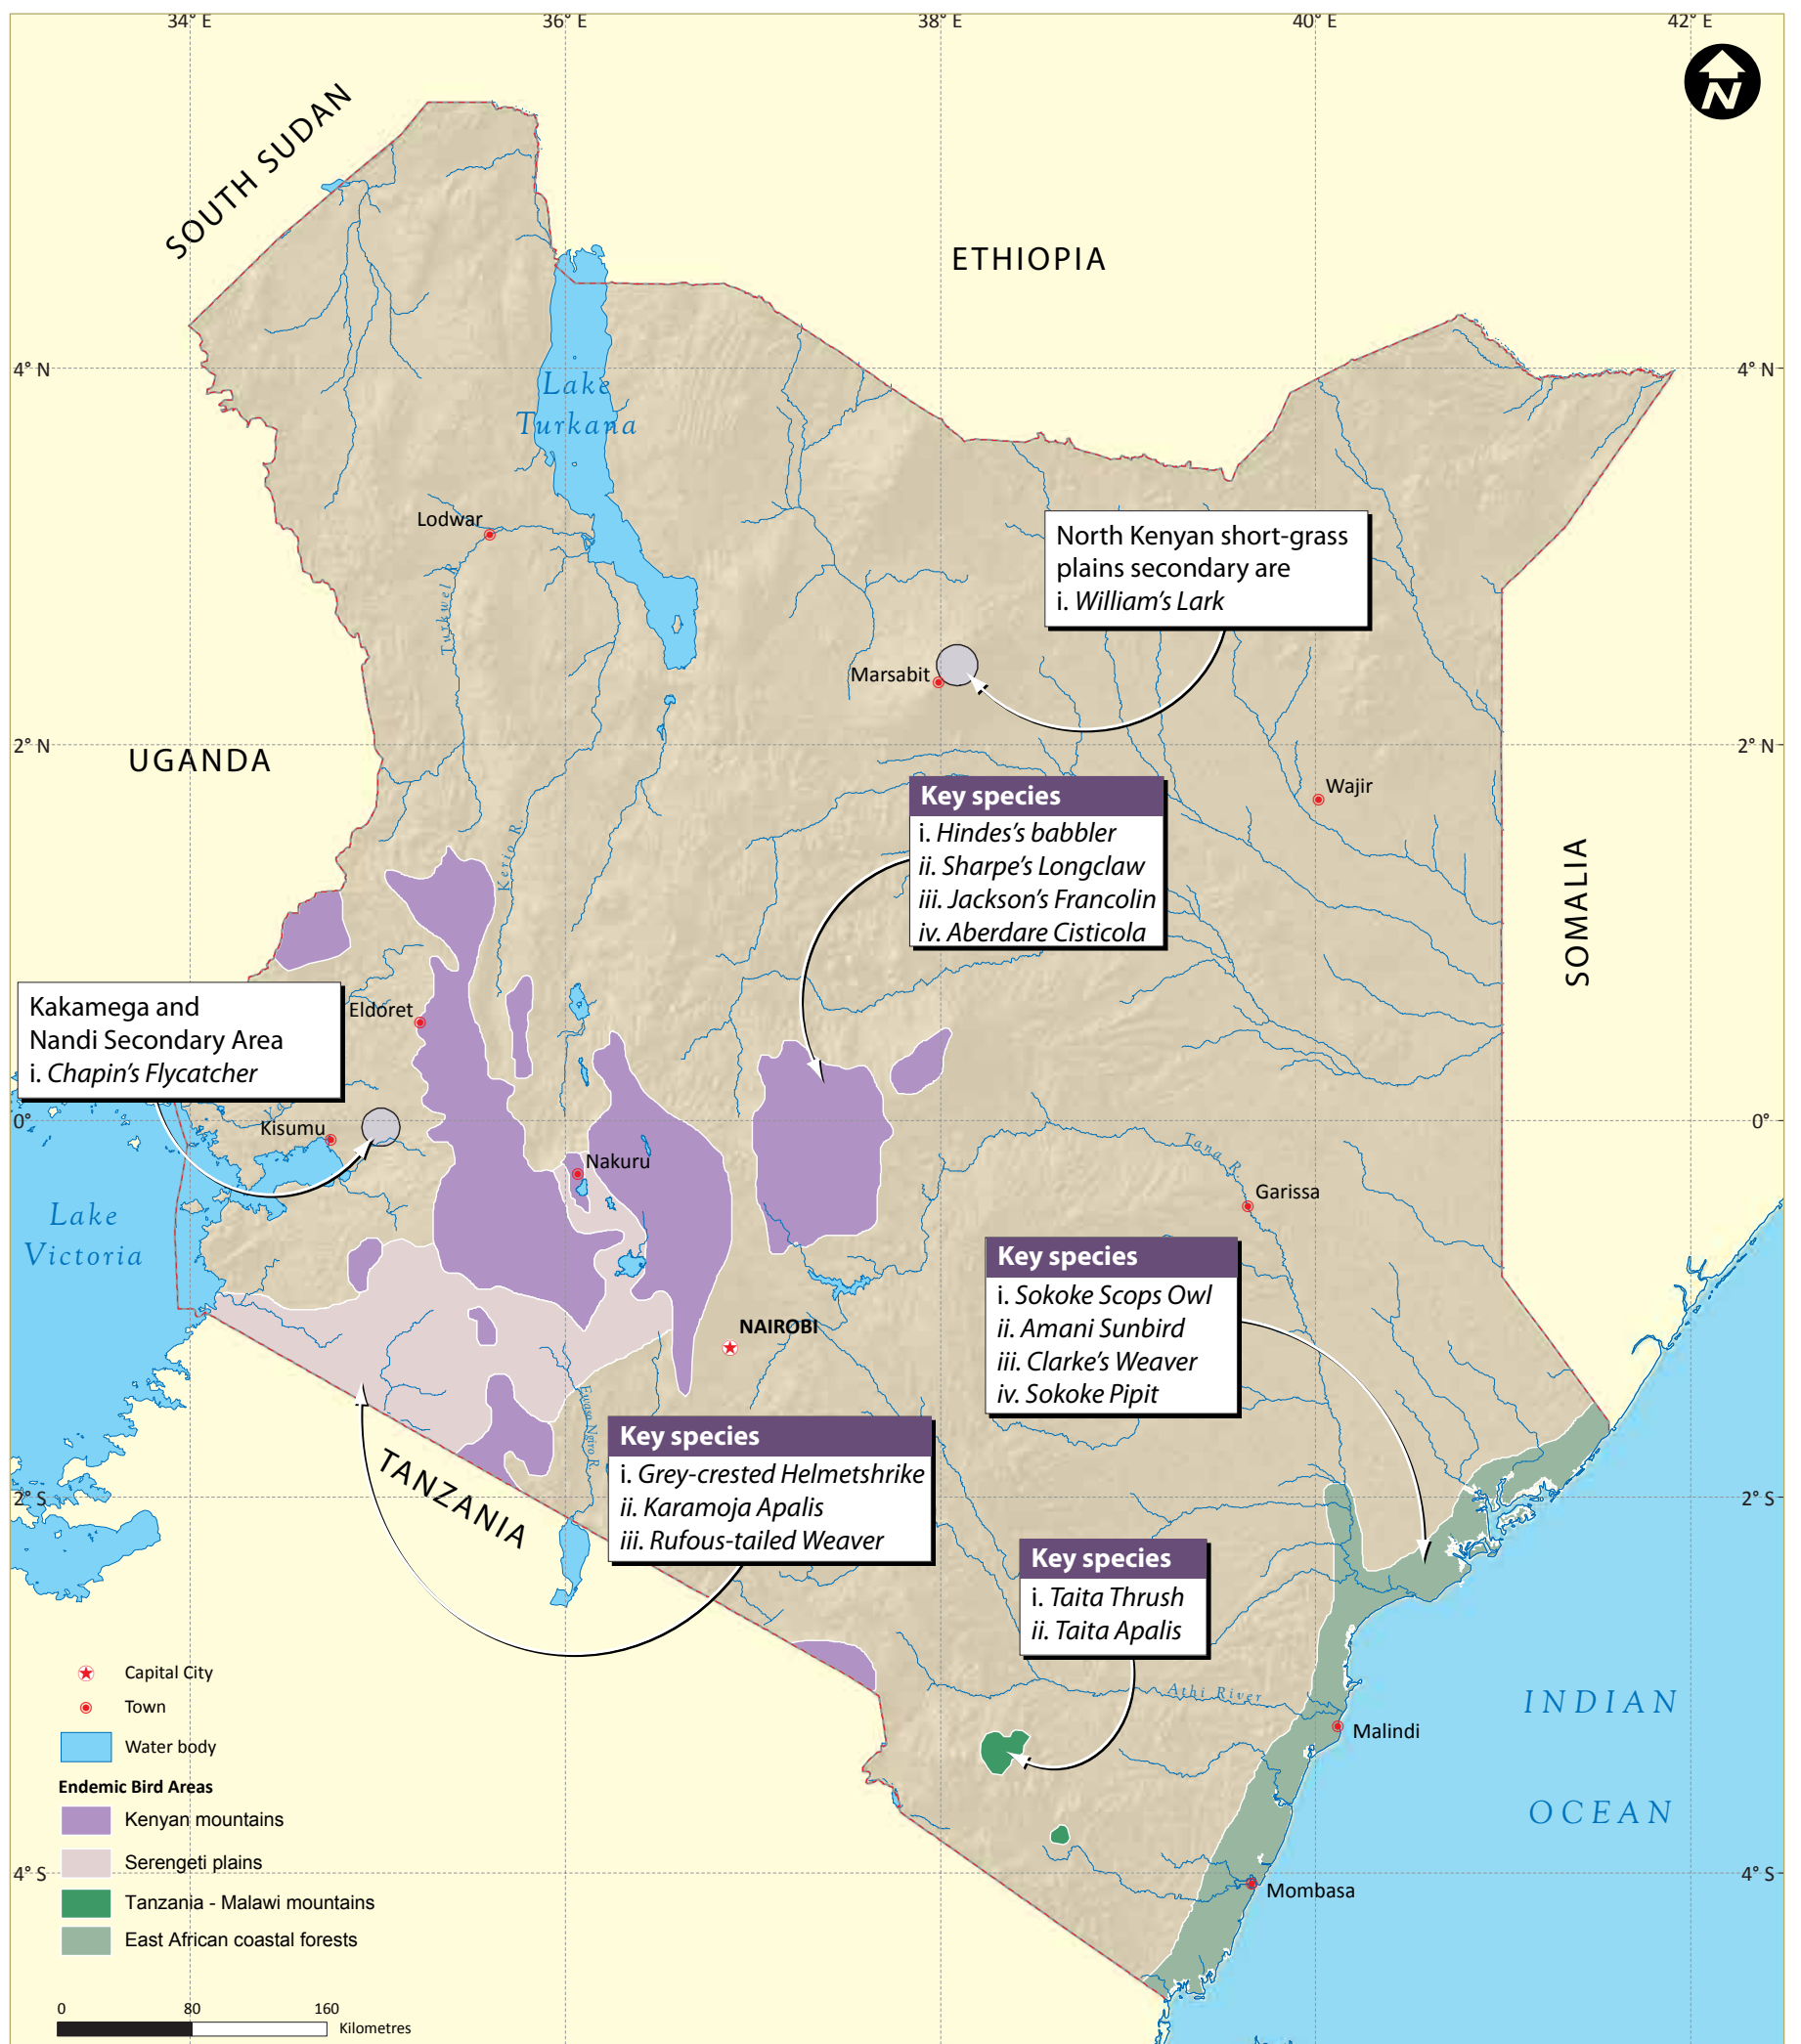 34° E
36° E
38° E
40° E
42° E
N
SOUTH SUDAN
ETHIOPIA
4° N
4° N
Lake
Turkana
Lodwar
Turkwel R.
North Kenyan short-grass
plains secondary are
i. William's Lark
Marsabit
2° N
2° N
UGANDA
Wajir
Key species
i. Hindes's babbler
ii. Sharpe's Longclaw
iii. Jackson's Francolin
iv. Aberdare Cisticola
Kerio R.
SOMALIA
Kakamega and
Nandi Secondary Area
i. Chapin's Flycatcher
Eldoret
0°
0°
Kisumu
Nakuru
Tana R.
Garissa
Lake
Victoria
Key species
i. Sokoke Scops Owl
ii. Amani Sunbird
iii. Clarke's Weaver
iv. Sokoke Pipit
NAIROBI
Ewaso Ngiro R.
Key species
i. Grey-crested Helmetshrike
ii. Karamoja Apalis
iii. Rufous-tailed Weaver
TANZANIA
2° S
2° S
Key species
i. Taita Thrush
ii. Taita Apalis
Athi River
Malindi
INDIAN
OCEAN
Capital City
Town
Water body
Endemic Bird Areas
Kenyan mountains
Serengeti plains
4° S
4° S
Tanzania - Malawi mountains
Mombasa
East African coastal forests
0
80
160
Kilometres